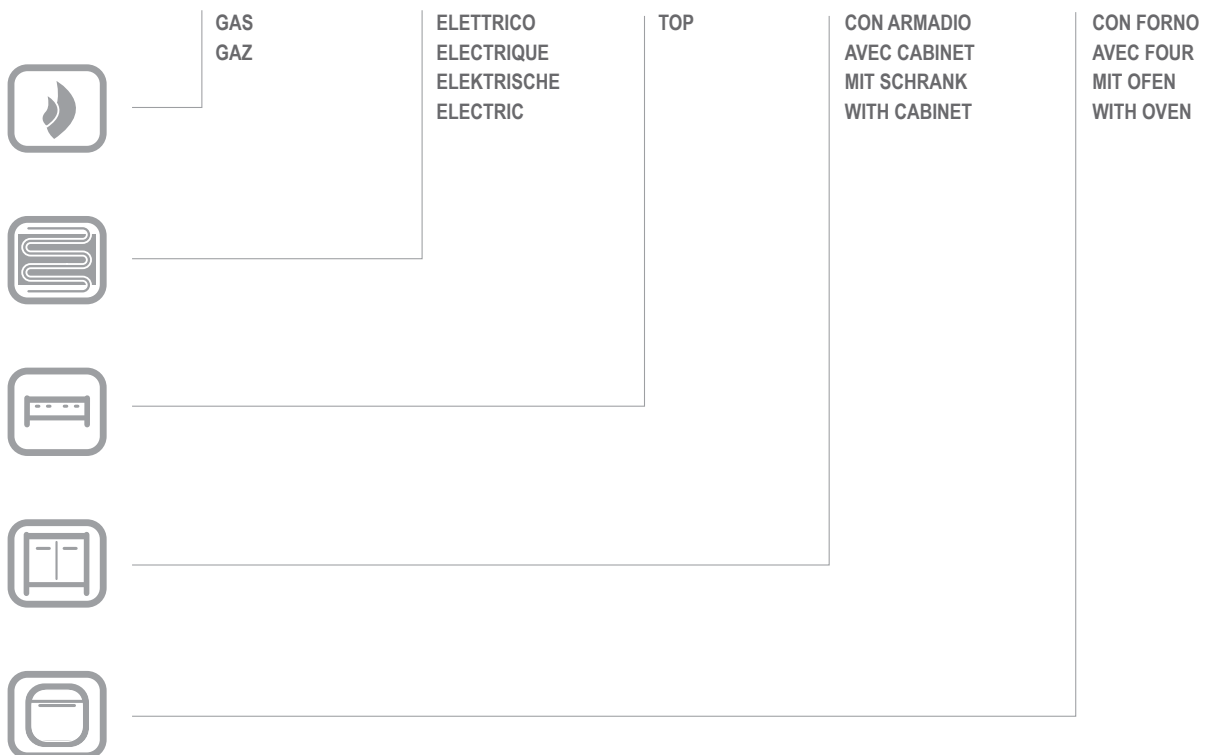 GAS
GAZ
ELETTRICO
ELECTRIQUE
ELEKTRISCHE
ELECTRIC
TOP
CON ARMADIO
AVEC CABINET
MIT SCHRANK
WITH CABINET
CON FORNO
AVEC FOUR
MIT OFEN
WITH OVEN